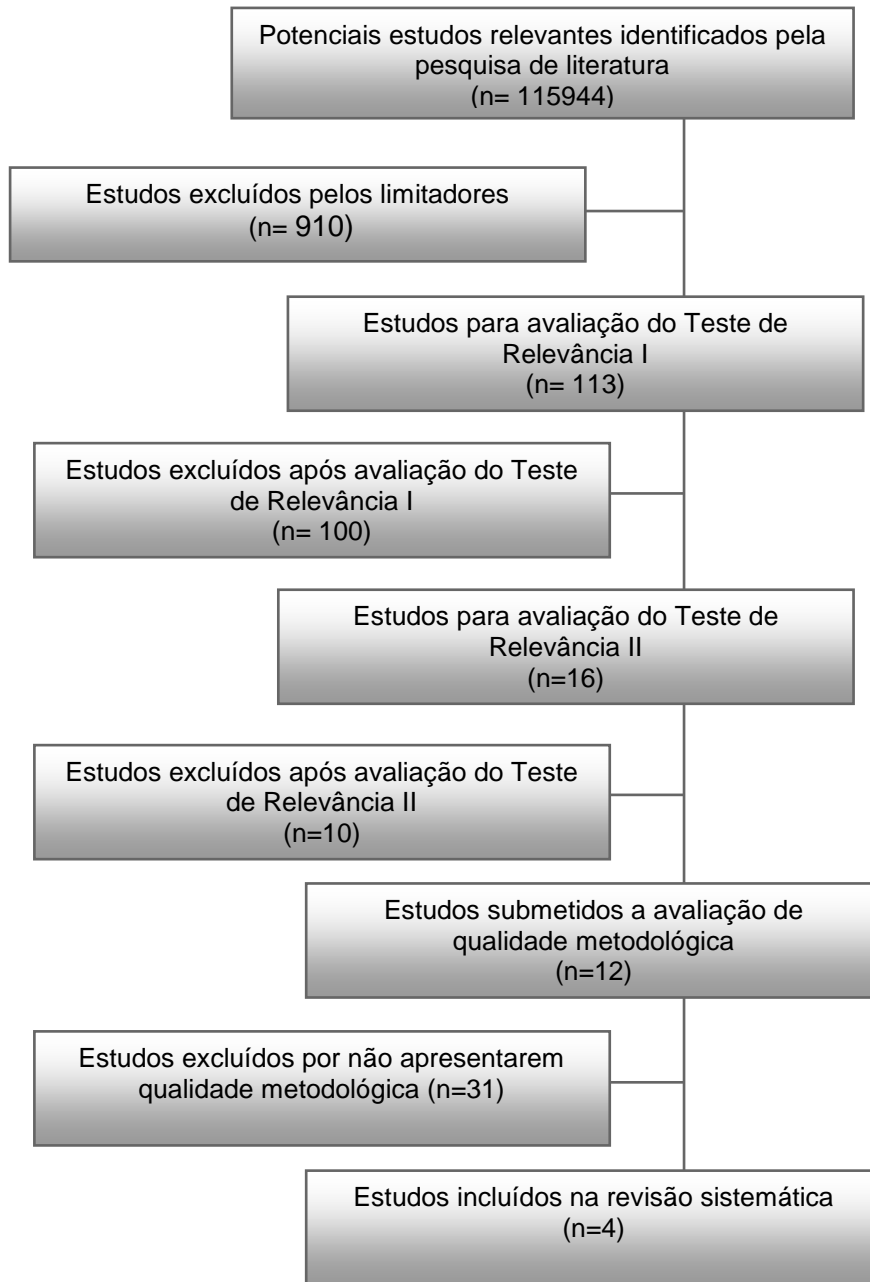 Potenciais estudos relevantes identificados pela
pesquisa de literatura
(n= 115944)
Estudos excluídos pelos limitadores
(n= 910)
Estudos para avaliação do Teste de
Relevância I
(n= 113)
Estudos excluídos após avaliação do Teste
de Relevância I
(n= 100)
Estudos para avaliação do Teste de
Relevância II
(n=16)
Estudos excluídos após avaliação do Teste
de Relevância II
(n=10)
Estudos submetidos a avaliação de
qualidade metodológica
(n=12)
Estudos excluídos por não apresentarem
qualidade metodológica (n=31)
Estudos incluídos na revisão sistemática
(n=4)